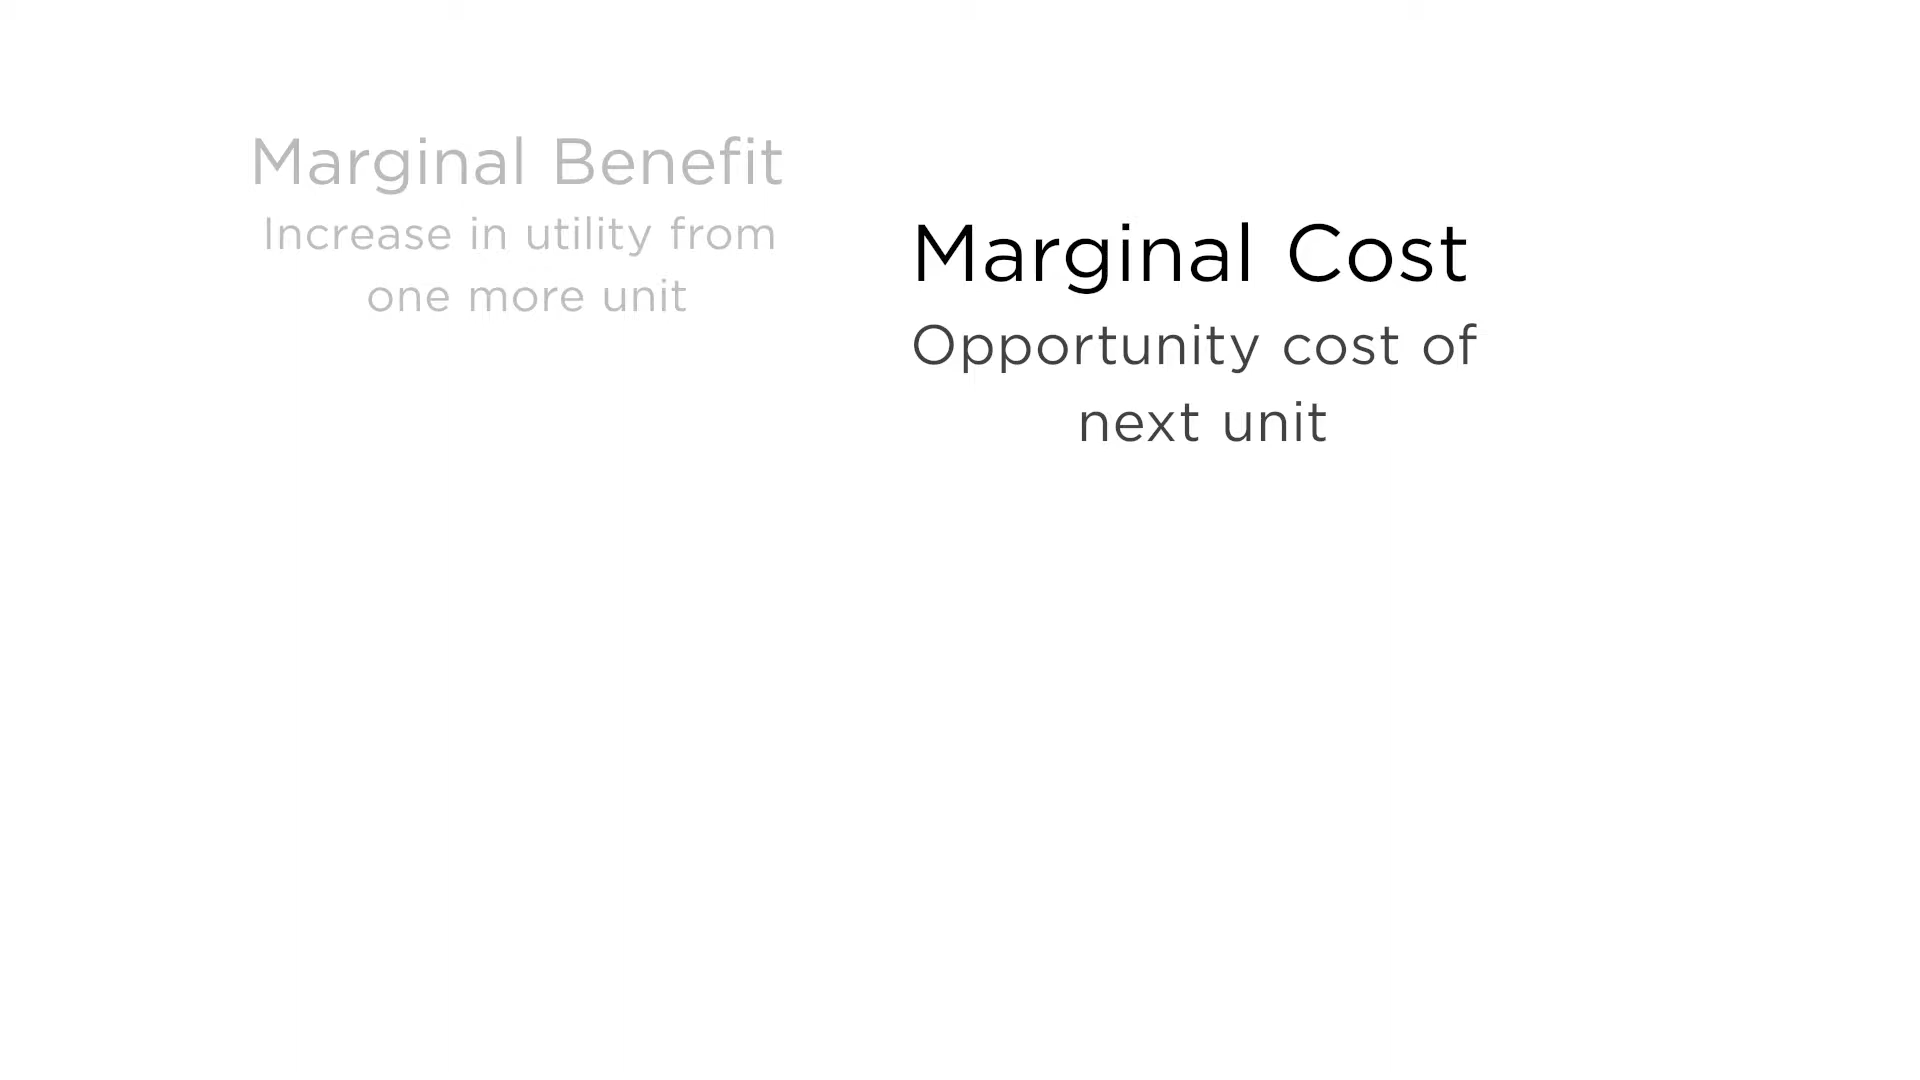 Marginal Benefit
Increase in utility from
one more unit
Marginal Cost
Opportunity cost of
next unit